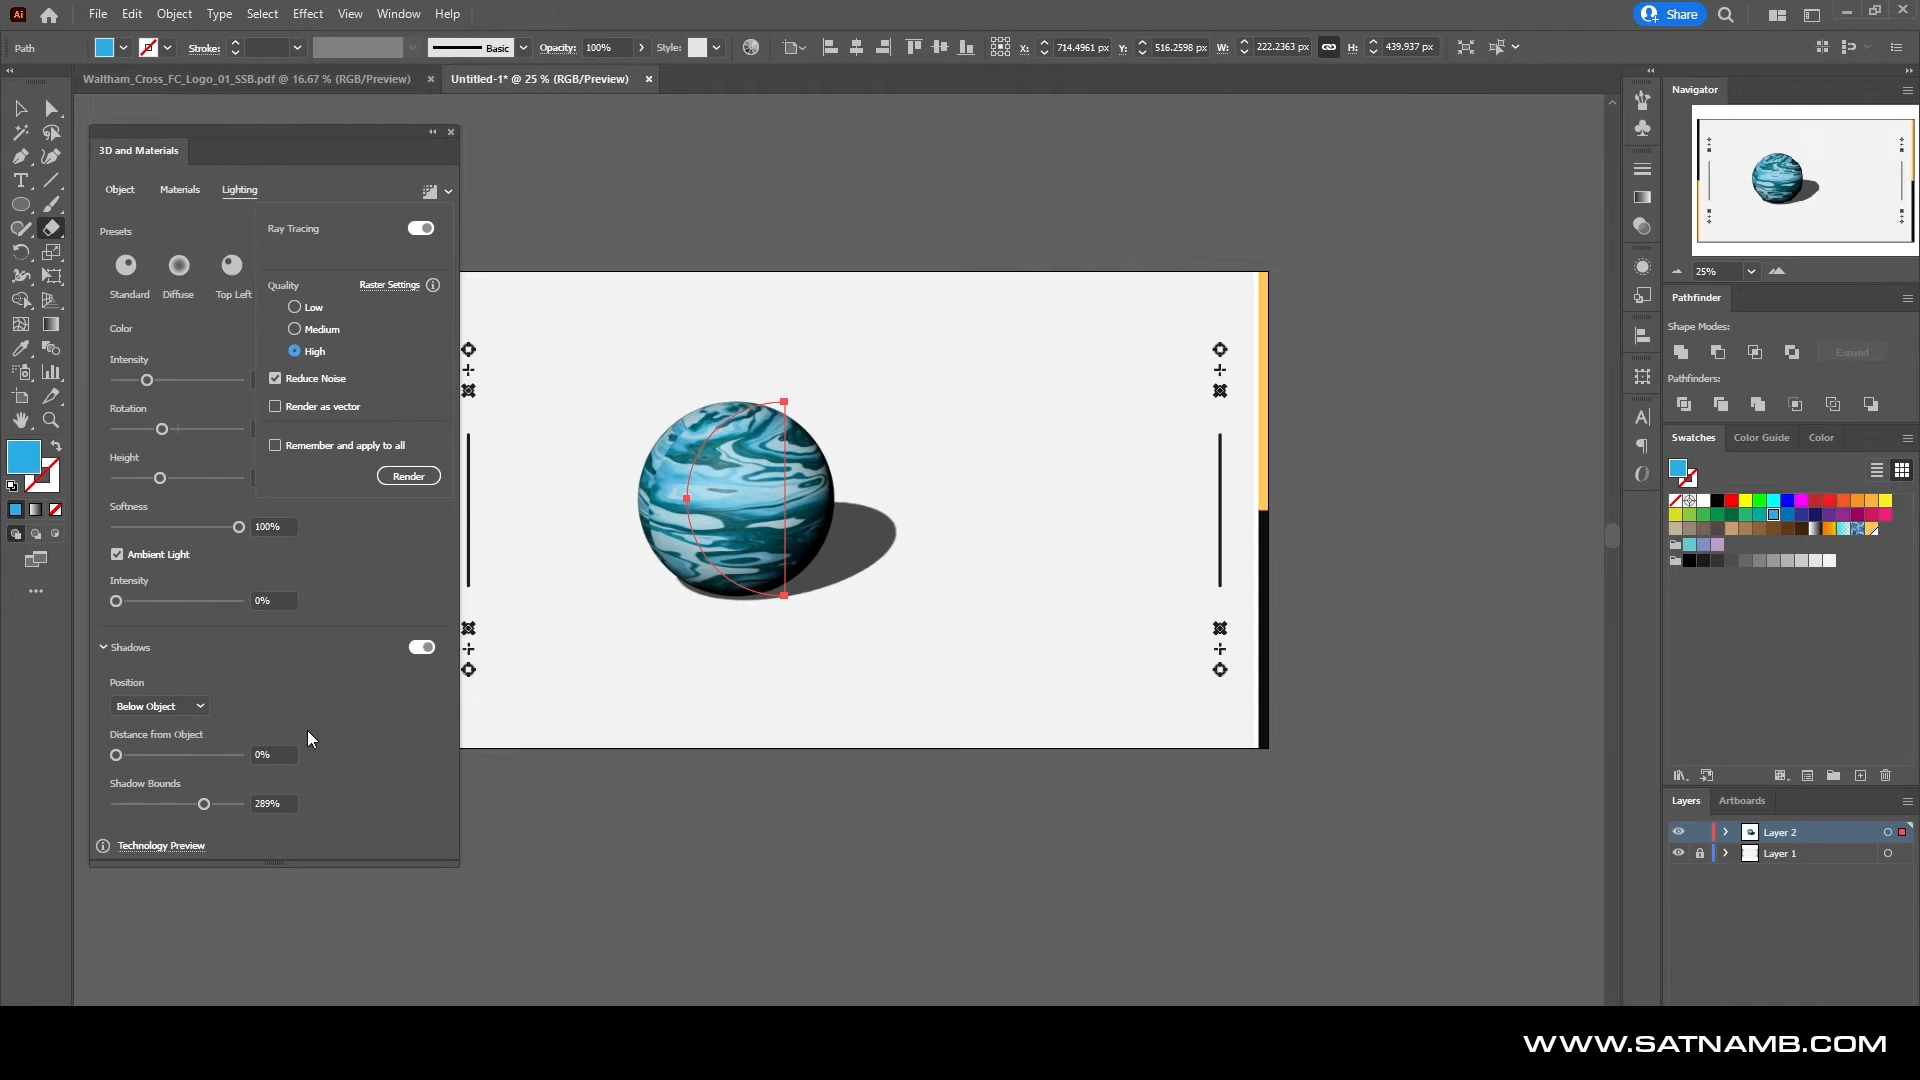 Ai File Edit Object Type Select Effect View Window Help Share
Path Stroke: Basic Opacity: 100% Style: X: 714.4961 px Y: 516.2598 px W: 222.2363 px H: 439.937 px
Waltham_Cross_FC_Logo_01_SSB.pdf @ 16.67 % (RGB/Preview) × Untitled-1* @ 25 % (RGB/Preview) ×
3D and Materials
Object Materials Lighting
Presets
Standard Diffuse Top Left
Color
Intensity
Rotation
Height
Softness
100%
Ambient Light
Intensity
0%
Shadows
Position
Below Object
Distance from Object
0%
Shadow Bounds
289%
Technology Preview
Ray Tracing
Quality Raster Settings
Low
Medium
High
Reduce Noise
Render as vector
Remember and apply to all
Render
Navigator
25%
Pathfinder
Shape Modes:
Expand
Pathfinders:
Swatches Color Guide Color
Layers Artboards
Layer 2
Layer 1
WWW.SATNAMB.COM